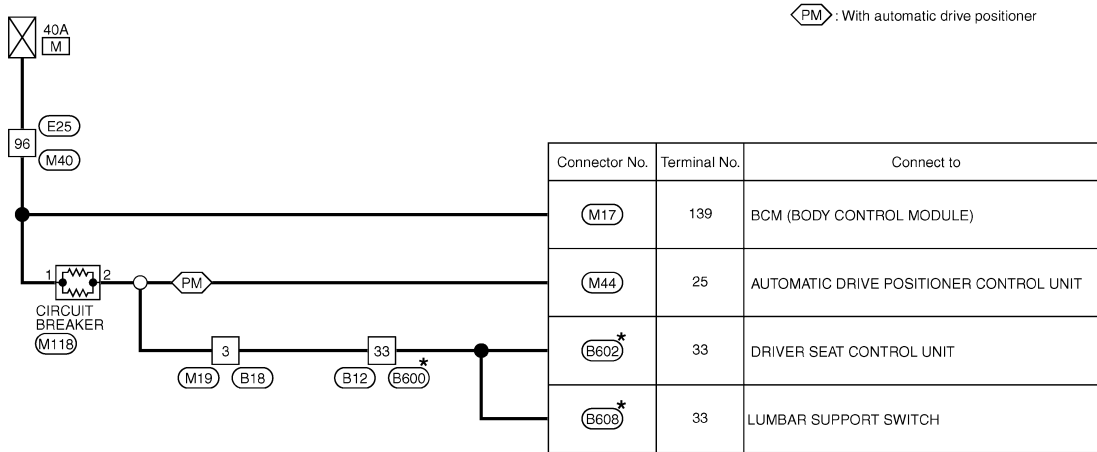 PM : With automatic drive positioner
40A
M
E25
96
M40
Connector No. Terminal No. Connect to
M17 139 BCM (BODY CONTROL MODULE)
1 2 PM M44 25 AUTOMATIC DRIVE POSITIONER CONTROL UNIT
CIRCUIT
BREAKER
M118
3 33 B602* 33 DRIVER SEAT CONTROL UNIT
M19 B18 B12 B600*
B608* 33 LUMBAR SUPPORT SWITCH